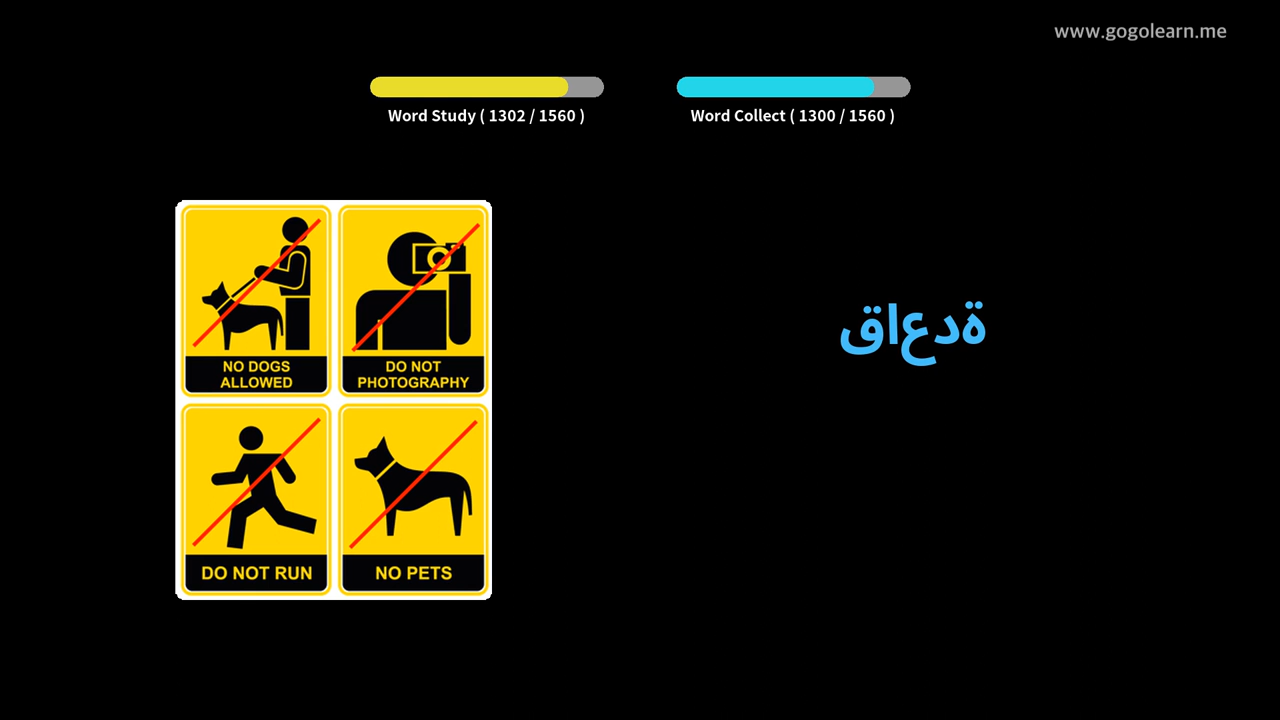 www.gogolearn.me
Word Study ( 1302 / 1560 )
Word Collect ( 1300 / 1560 )
NO DOGS
ALLOWED
DO NOT
PHOTOGRAPHY
DO NOT RUN
NO PETS
قاعدة